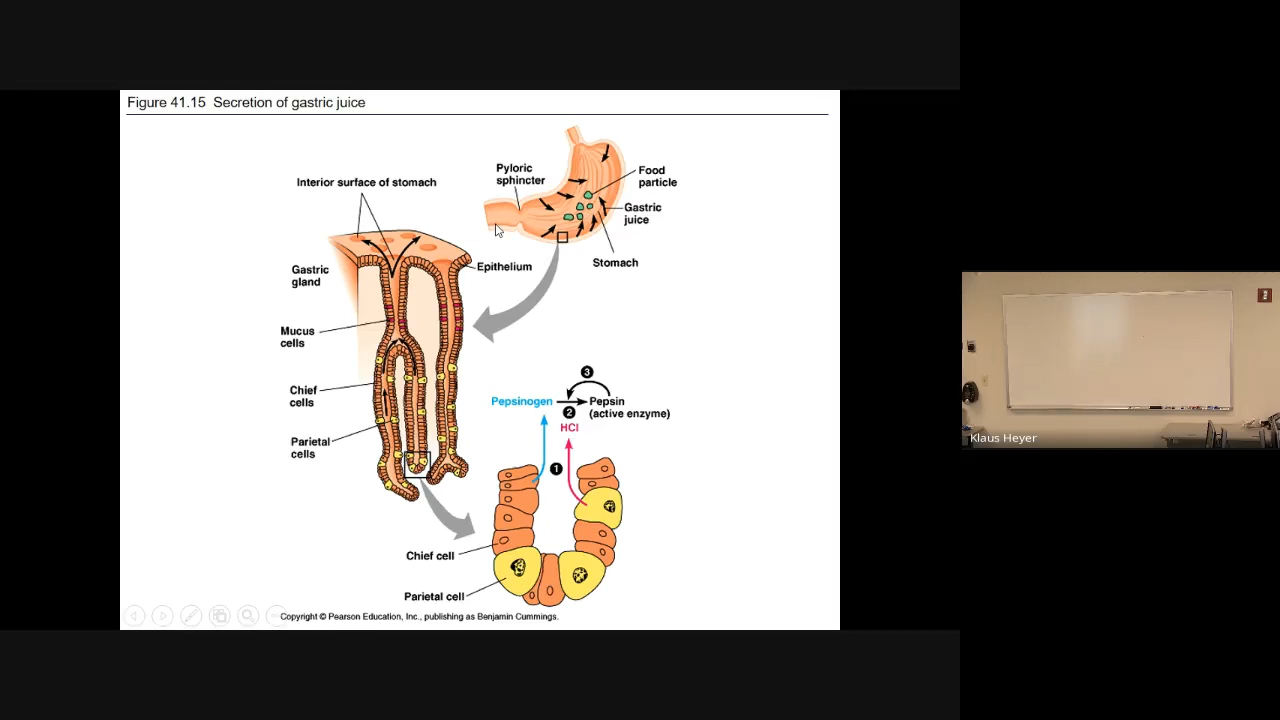 Figure 41.15 Secretion of gastric juice
Interior surface of stomach
Pyloric
sphincter
Food
particle
Gastric
juice
Stomach
Epithelium
Gastric
gland
Mucus
cells
Chief
cells
Parietal
cells
3
Pepsinogen
Pepsin
(active enzyme)
2
HCl
1
Chief cell
Parietal cell
Copyright © Pearson Education, Inc., publishing as Benjamin Cummings.
Klaus Heyer